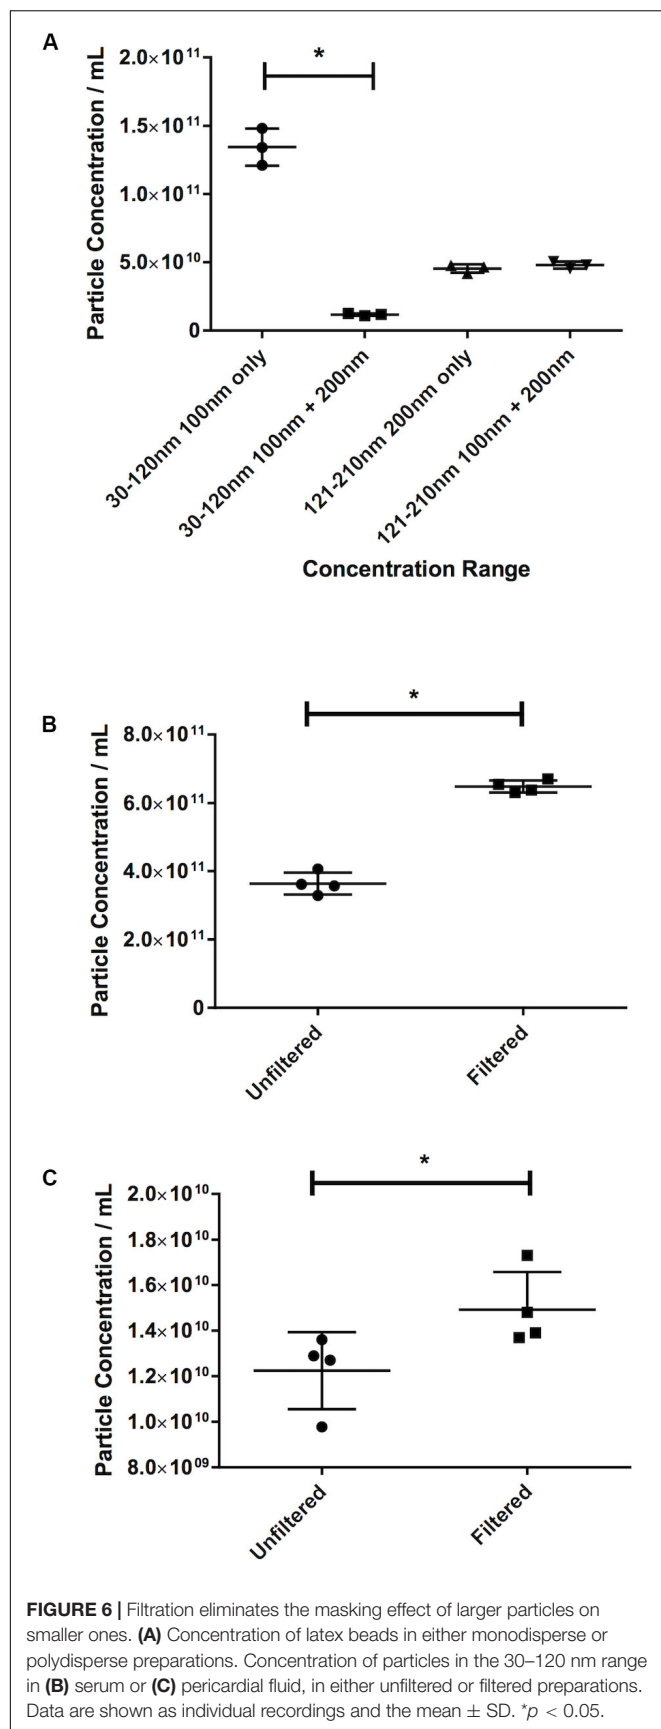 A
*
2.0×10¹¹
1.5×10¹¹
1.0×10¹¹
5.0×10¹⁰
0
Particle Concentration / mL
30-120nm 100nm only
30-120nm 100nm + 200nm
121-210nm 200nm only
121-210nm 100nm + 200nm
Concentration Range
B
*
8.0×10¹¹
6.0×10¹¹
4.0×10¹¹
2.0×10¹¹
0
Particle Concentration / mL
Unfiltered
Filtered
C
*
2.0×10¹⁰
1.8×10¹⁰
1.6×10¹⁰
1.4×10¹⁰
1.2×10¹⁰
1.0×10¹⁰
8.0×10⁰⁹
Particle Concentration / mL
Unfiltered
Filtered
FIGURE 6 | Filtration eliminates the masking effect of larger particles on
smaller ones. (A) Concentration of latex beads in either monodisperse or
polydisperse preparations. Concentration of particles in the 30–120 nm range
in (B) serum or (C) pericardial fluid, in either unfiltered or filtered preparations.
Data are shown as individual recordings and the mean ± SD. *p < 0.05.